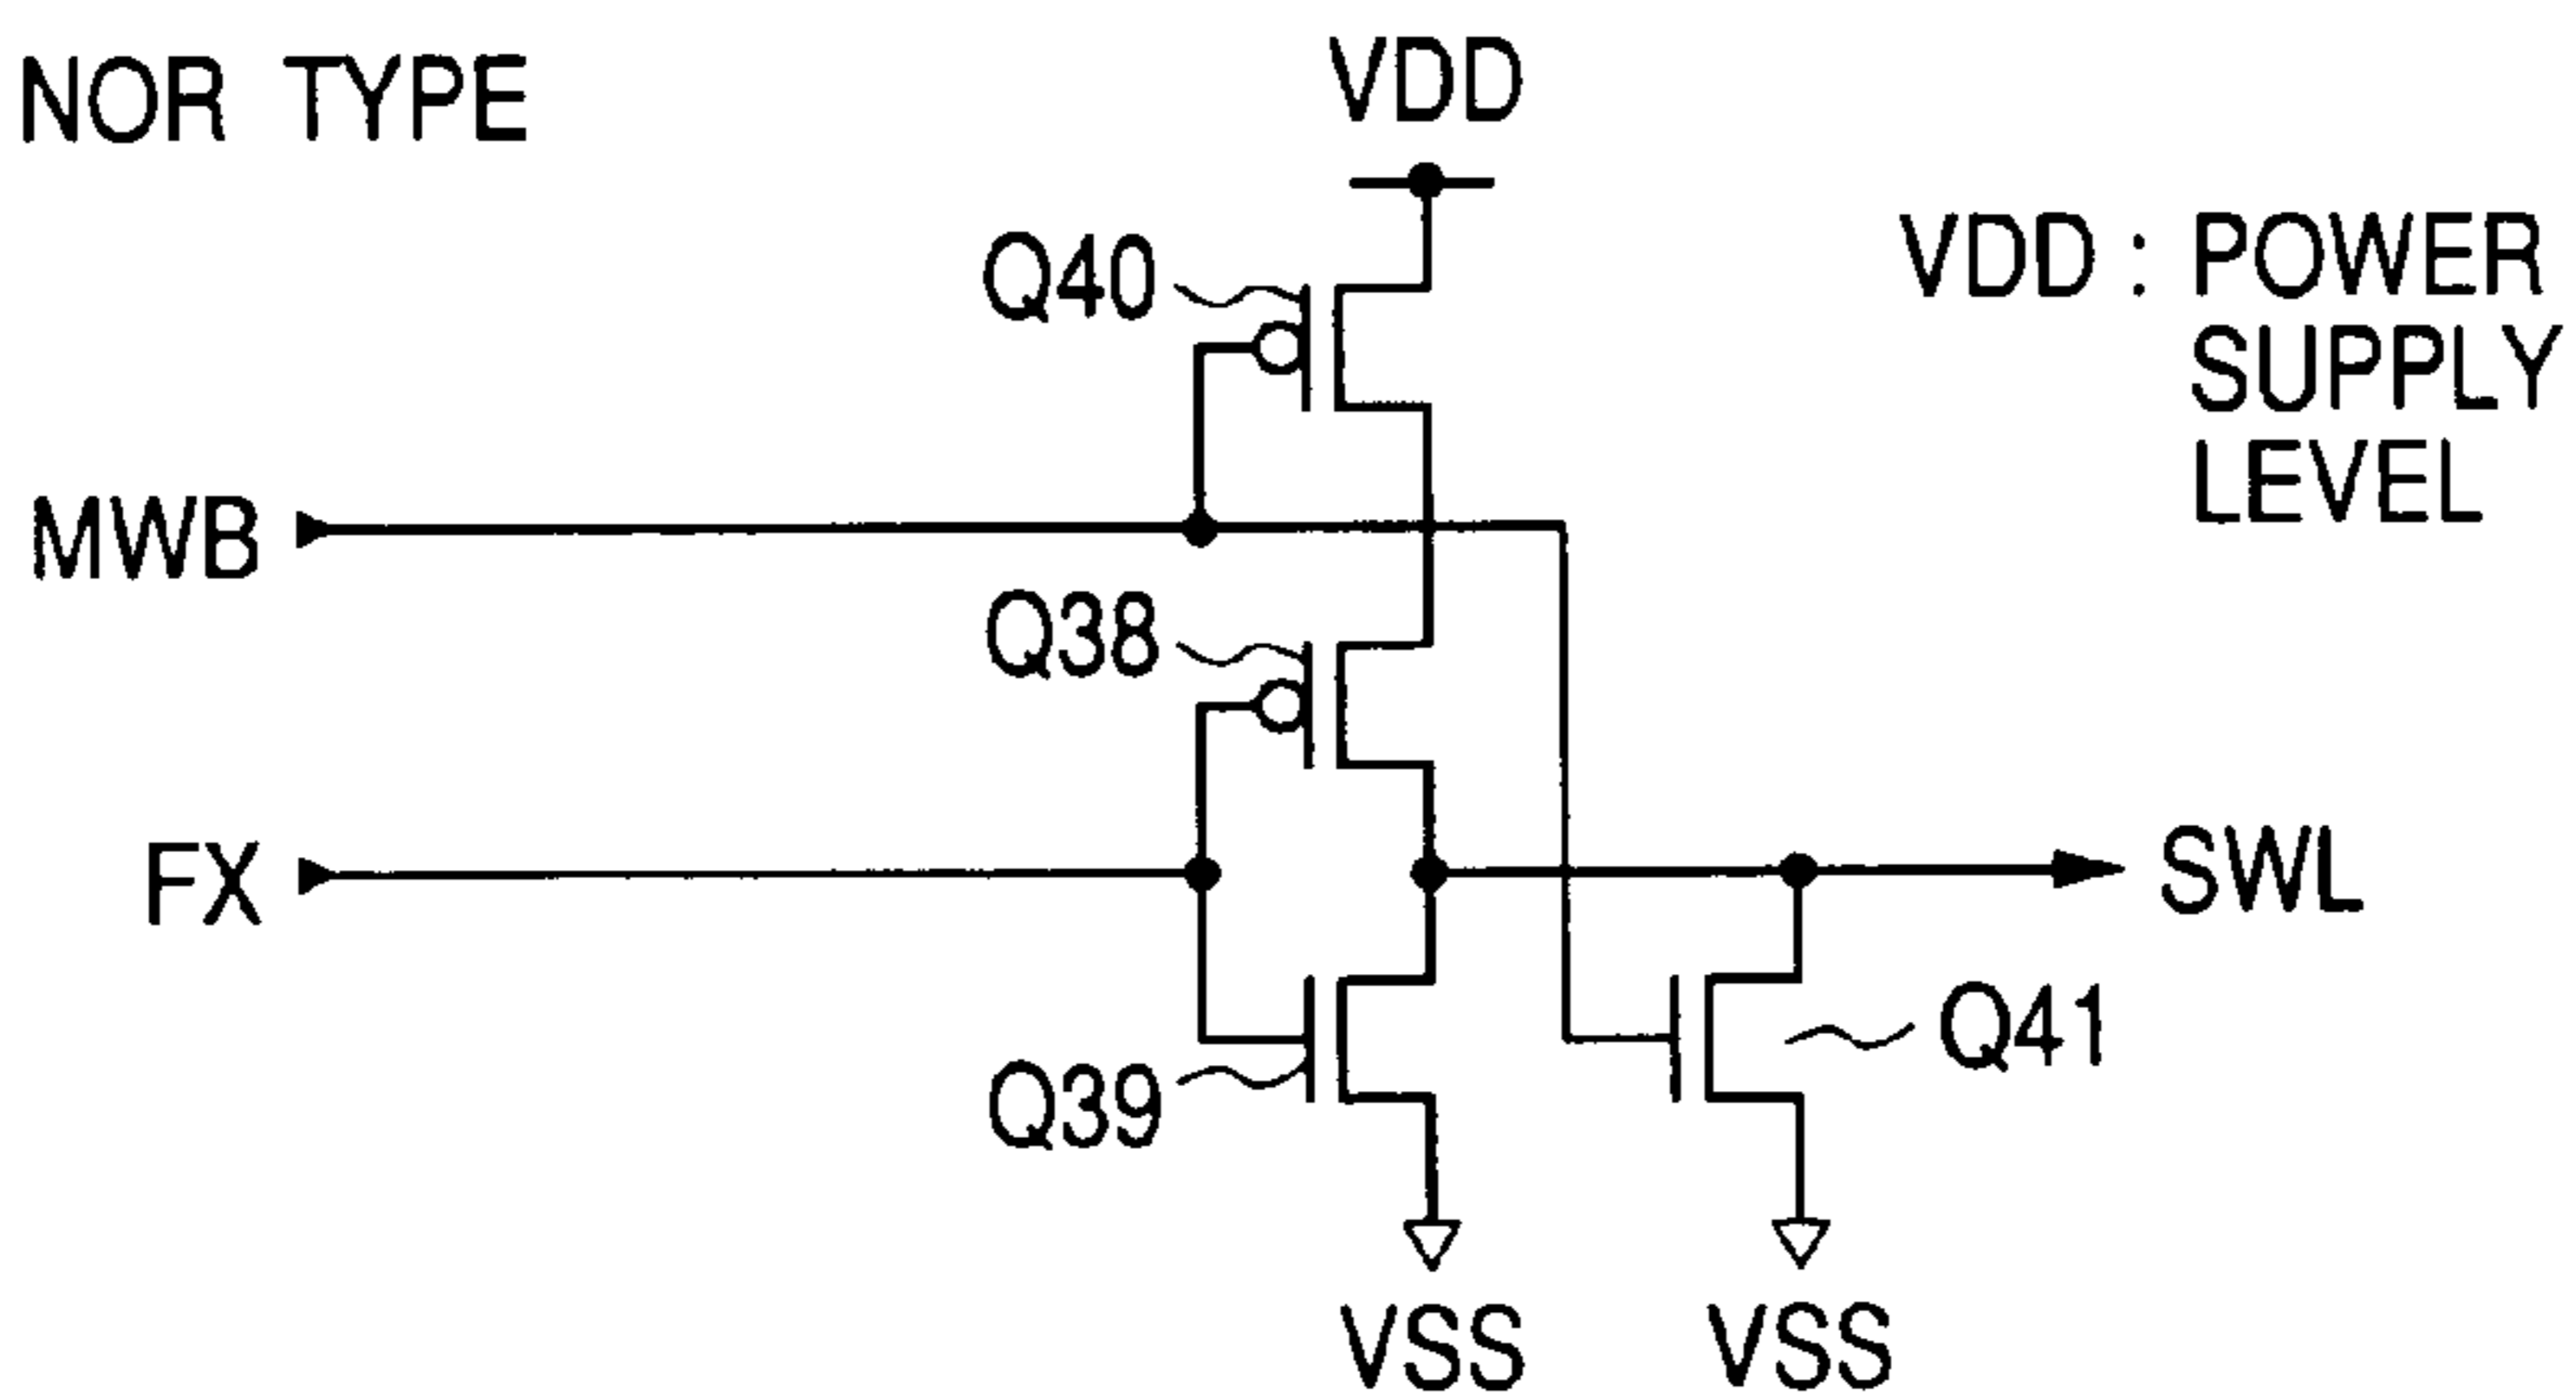 NOR TYPE
VDD
Q40
VDD : POWER
SUPPLY
LEVEL
MWB
Q38
FX
SWL
Q39
Q41
VSS
VSS